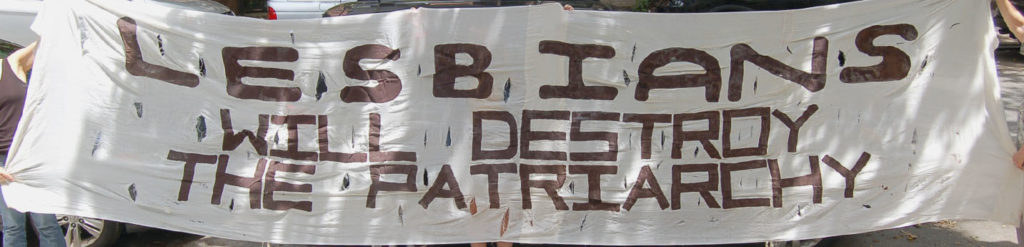 LESBIANS
WILL DESTROY
THE PATRIARCHY